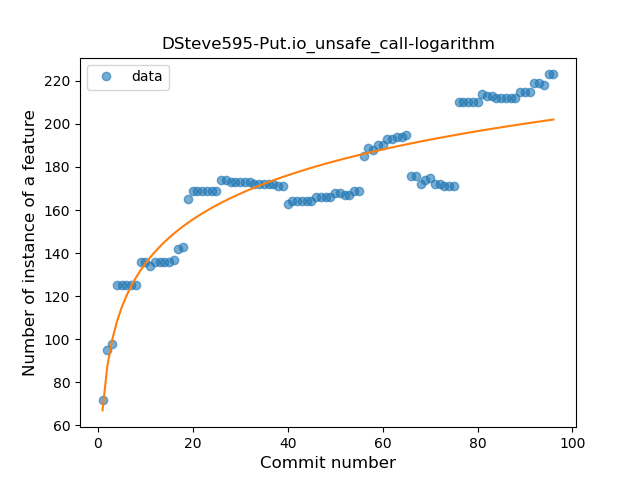 DSteve595-Put.io_unsafe_call-logarithm
data
Number of instance of a feature
220
200
180
160
140
120
100
80
60
0 20 40 60 80 100
Commit number